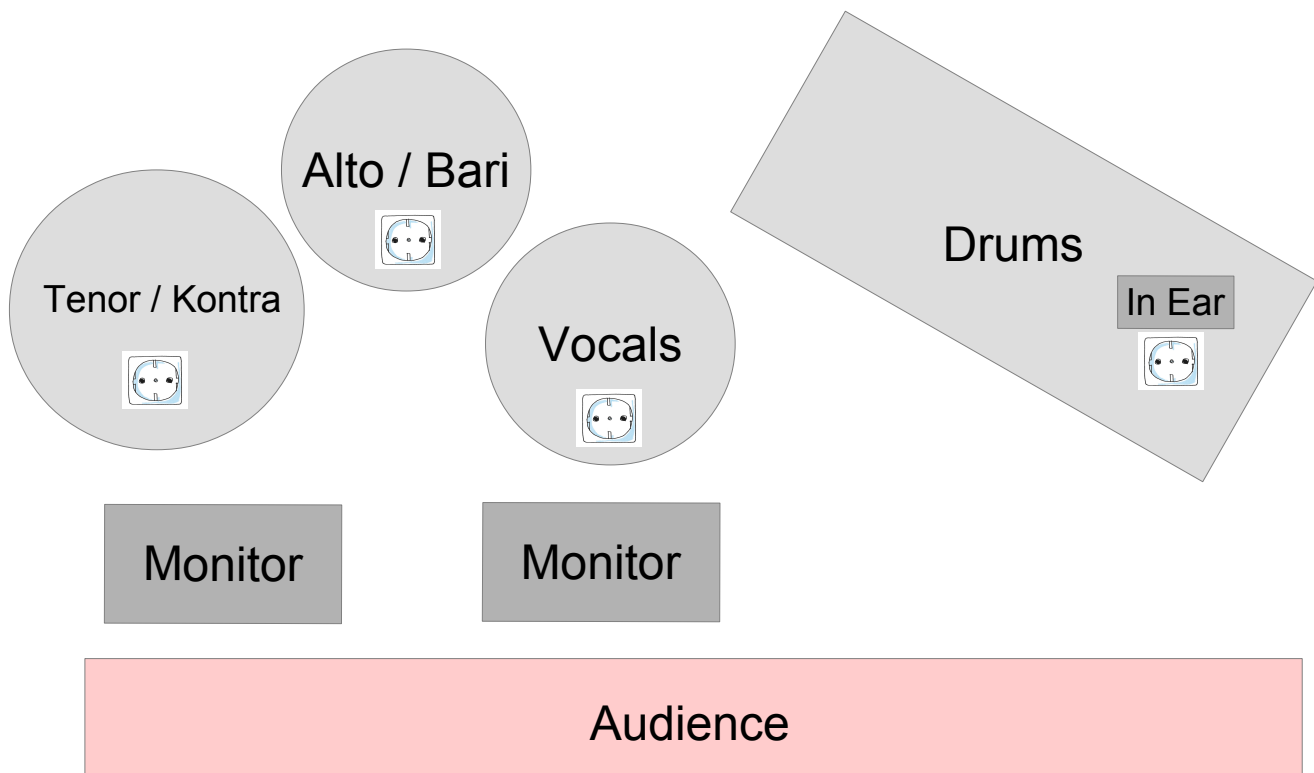 Alto / Bari
Drums
Tenor / Kontra
In Ear
Vocals
Monitor
Monitor
Audience